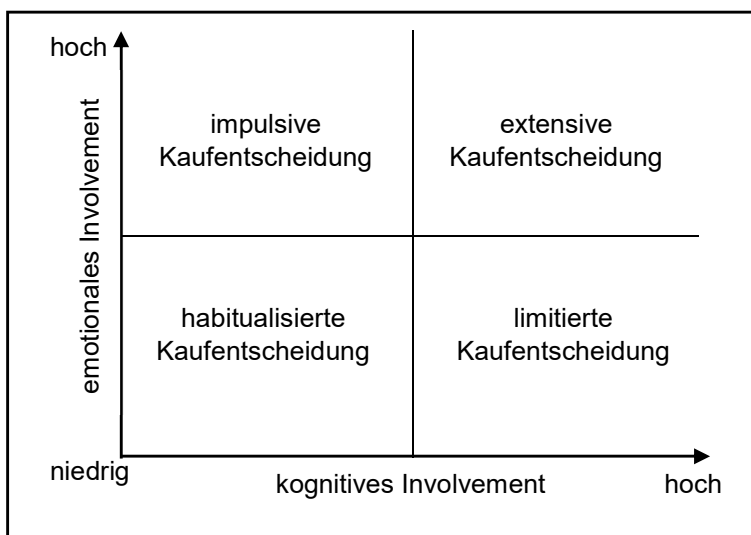 hoch
emotionales Involvement
impulsive
Kaufentscheidung
extensive
Kaufentscheidung
habitualisierte
Kaufentscheidung
limitierte
Kaufentscheidung
niedrig
kognitives Involvement
hoch